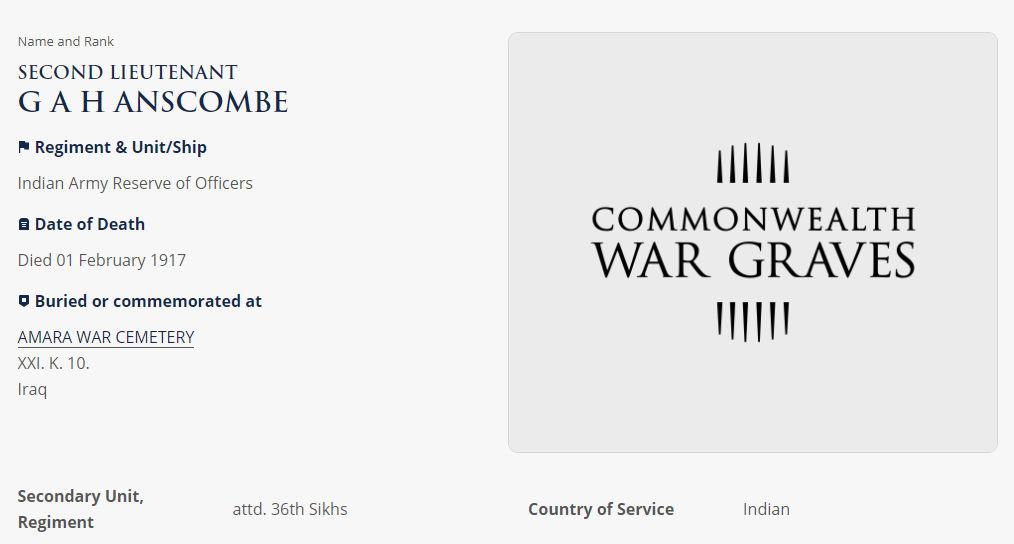 Name and Rank
SECOND LIEUTENANT
G A H ANSCOMBE
Regiment & Unit/Ship
Indian Army Reserve of Officers
Date of Death
Died 01 February 1917
Buried or commemorated at
AMARA WAR CEMETERY
XXI. K. 10.
Iraq
COMMONWEALTH
WAR GRAVES
Secondary Unit,
Regiment
attd. 36th Sikhs
Country of Service
Indian